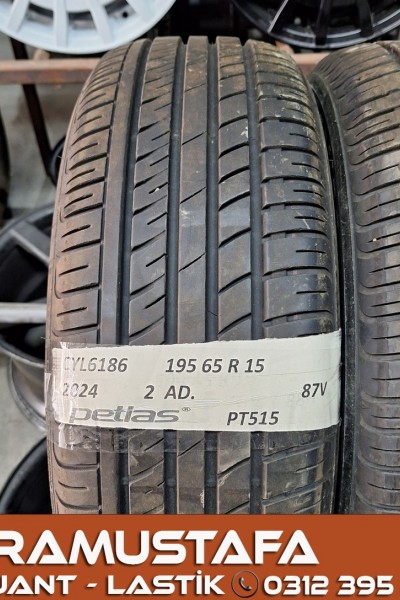 CYL6186 195 65 R 15
2024 2 AD. 87V
petlas® PT515
RAMUSTAFA
JANT - LASTİK 0312 395